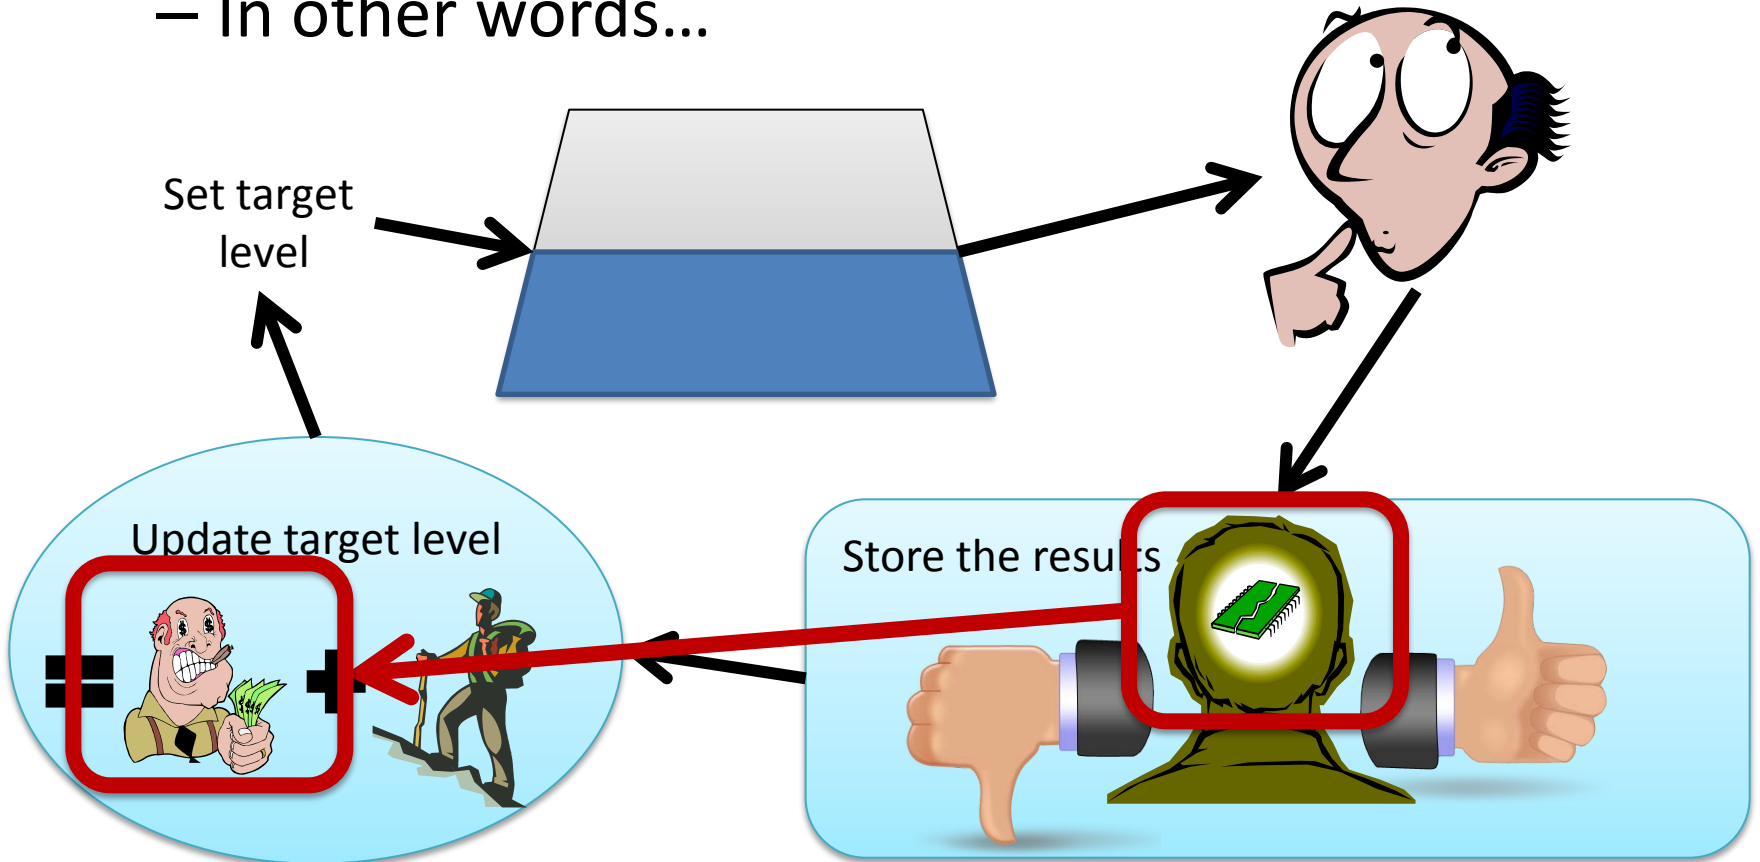 – In other words…
Set target
level
Update target level
Store the results